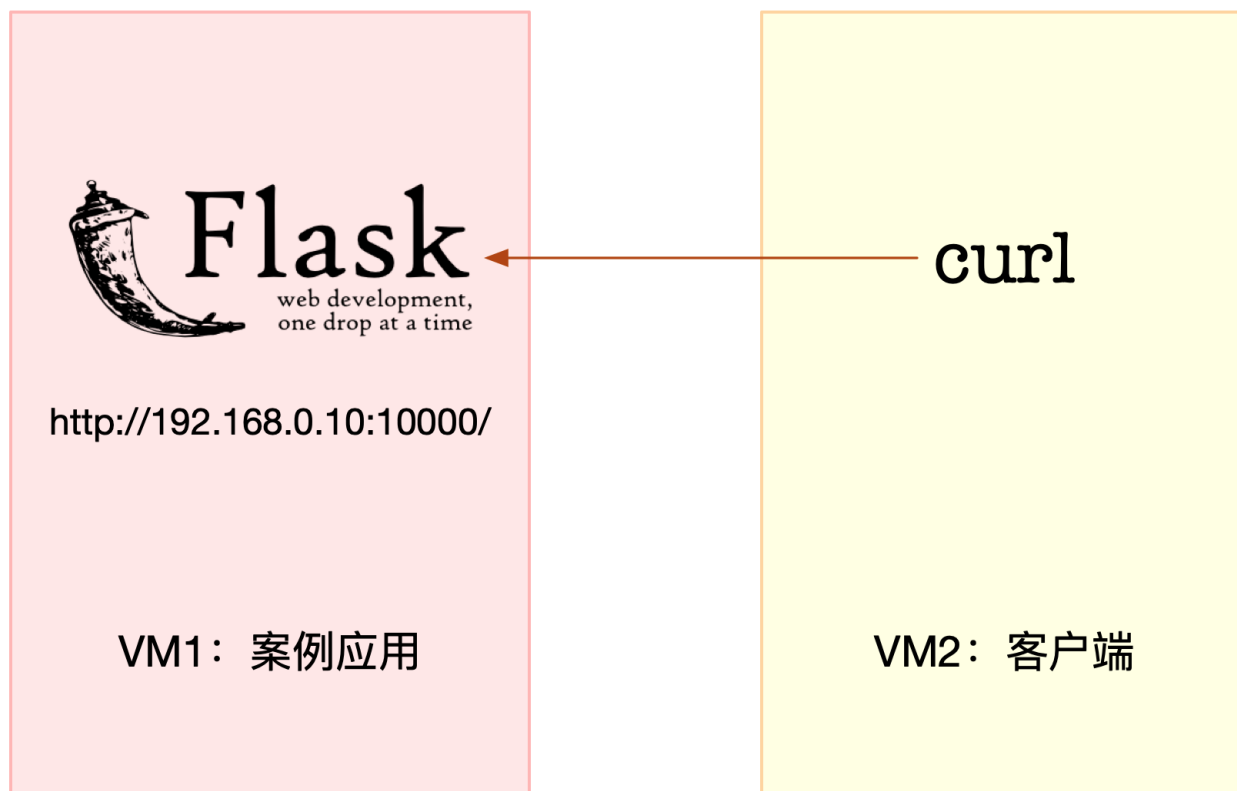 Flask
web development,
one drop at a time
curl
http://192.168.0.10:10000/
VM1：案例应用
VM2：客户端